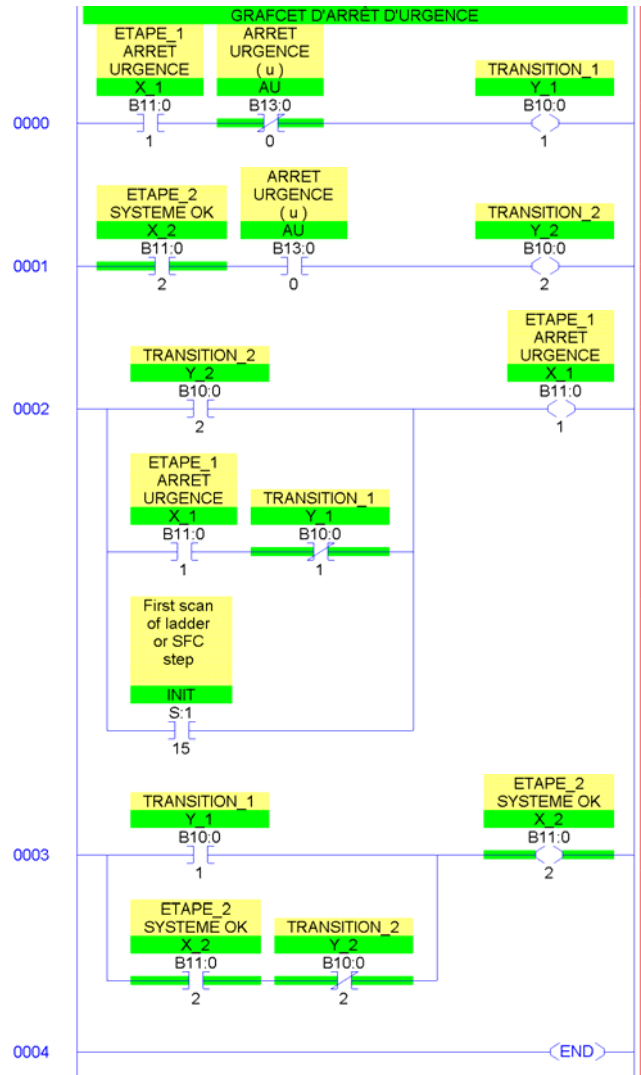 GRAFCET D'ARRÊT D'URGENCE
ETAPE_1
ARRET
URGENCE
X_1
B11:0
1
ARRET
URGENCE
( u )
AU
B13:0
0
TRANSITION_1
Y_1
B10:0
1
0000
ETAPE_2
SYSTEME OK
X_2
B11:0
2
ARRET
URGENCE
( u )
AU
B13:0
0
TRANSITION_2
Y_2
B10:0
2
0001
TRANSITION_2
Y_2
B10:0
2
ETAPE_1
ARRET
URGENCE
X_1
B11:0
1
0002
ETAPE_1
ARRET
URGENCE
X_1
B11:0
1
TRANSITION_1
Y_1
B10:0
1
First scan
of ladder
or SFC
step
INIT
S:1
15
TRANSITION_1
Y_1
B10:0
1
ETAPE_2
SYSTEME OK
X_2
B11:0
2
0003
ETAPE_2
SYSTEME OK
X_2
B11:0
2
TRANSITION_2
Y_2
B10:0
2
0004
END